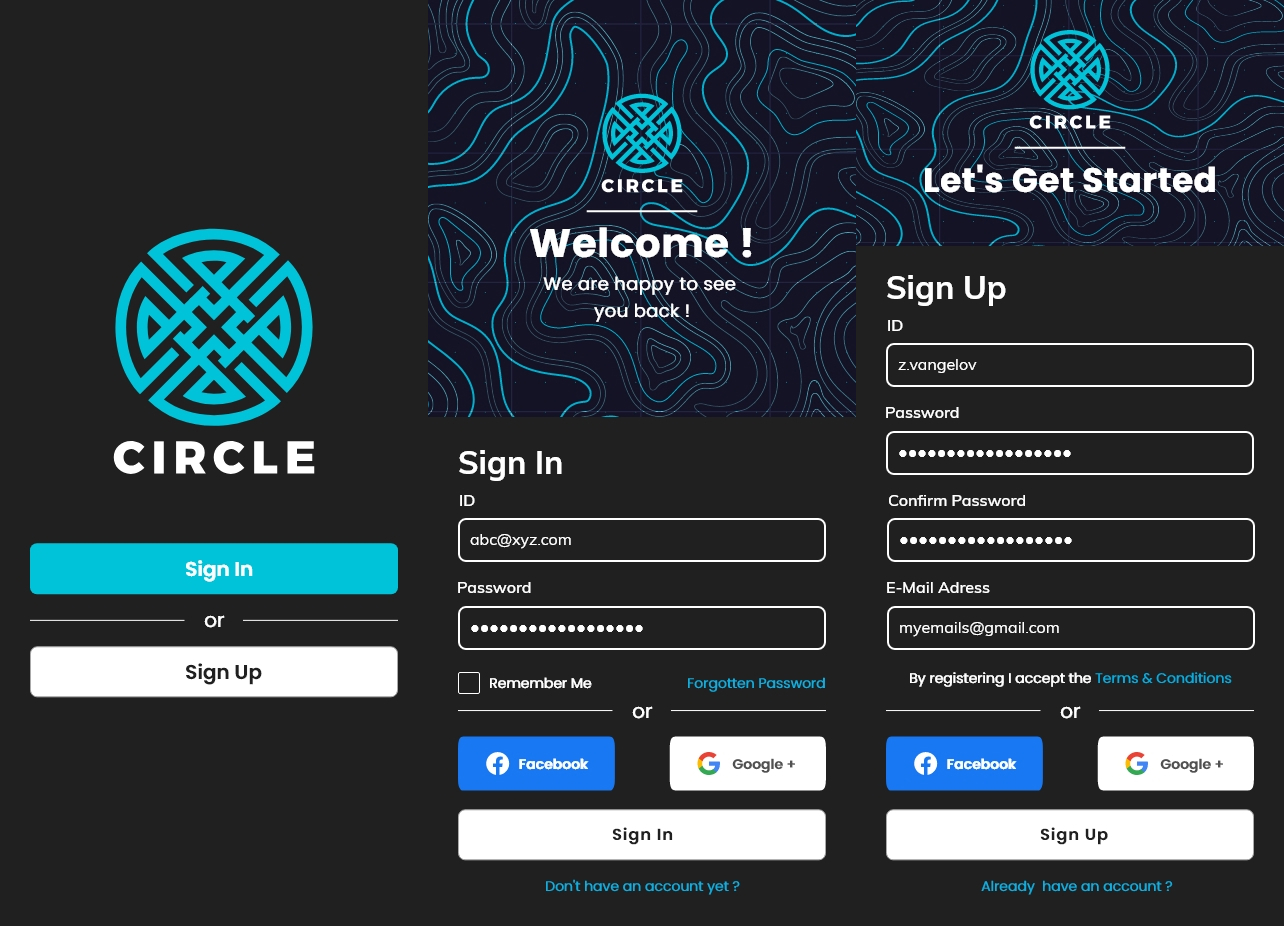 CIRCLE
Sign In
or
Sign Up
CIRCLE
Welcome !
We are happy to see
you back !
Sign In
ID
abc@xyz.com
Password
••••••••••••••••••
Remember Me
Forgotten Password
or
Facebook
Google +
Sign In
Don't have an account yet ?
CIRCLE
Let's Get Started
Sign Up
ID
z.vangelov
Password
••••••••••••••••••
Confirm Password
••••••••••••••••••
E-Mail Adress
myemails@gmail.com
By registering I accept the Terms & Conditions
or
Facebook
Google +
Sign Up
Already  have an account ?